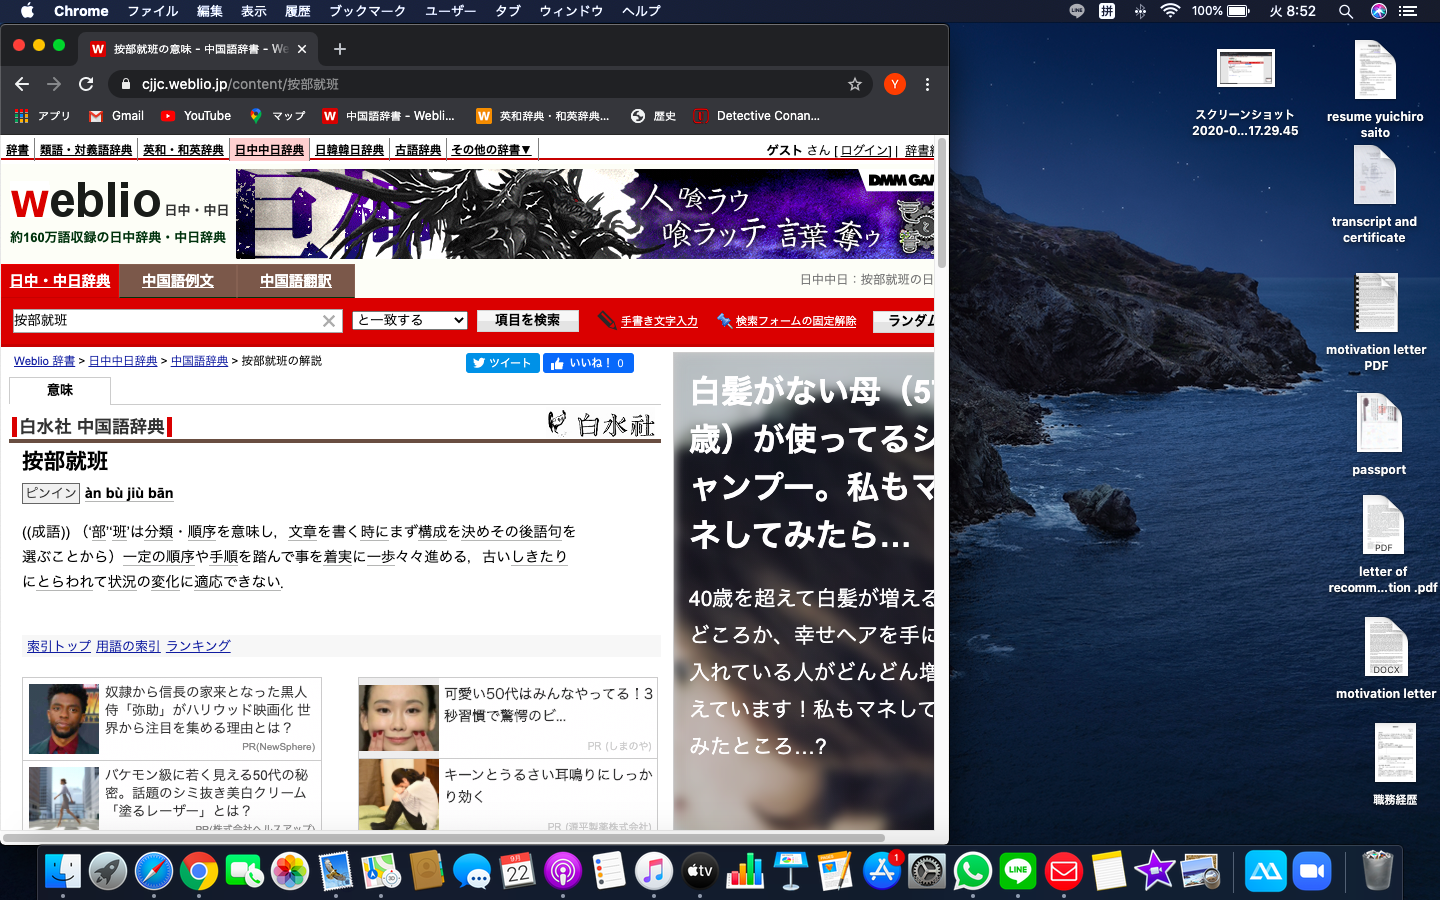 Chrome ファイル 編集 表示 履歴 ブックマーク ユーザー タブ ウィンドウ ヘルプ
LINE 拼 100% 火 8:52
W 按部就班の意味 - 中国語辞書 - We
cjjc.weblio.jp/content/按部就班
Y
アプリ Gmail YouTube マップ 中国語辞書 - Webli... 英和辞典・和英辞典... 歴史 Detective Conan...
辞書 類語・対義語辞典 英和・和英辞典 日中中日辞典 日韓韓日辞典 古語辞典 その他の辞書▼ ゲスト さん [ ログイン] | 辞書
weblio 日中・中日
約160万語収録の日中辞典・中日辞典
人喰ラゥ
喰ラッテ 言葉 奪ゥ
DMM GAM
日中・中日辞典 中国語例文 中国語翻訳 日中中日：按部就班の日
按部就班 と一致する 項目を検索 手書き文字入力 検索フォームの固定解除 ランダム
Weblio 辞書 > 日中中日辞典 > 中国語辞典 > 按部就班の解説
ツイート いいね！ 0
意味
白水社 中国語辞典
白水社
按部就班
ピンイン àn bù jiù bān
((成語)) （‘部’‘班’は分類・順序を意味し，文章を書く時にまず構成を決めその後語句を
選ぶことから）一定の順序や手順を踏んで事を着実に一歩々々進める，古いしきたり
にとらわれて状況の変化に適応できない.
索引トップ 用語の索引 ランキング
奴隷から信長の家来となった黒人
侍「弥助」がハリウッド映画化 世
界から注目を集める理由とは？
PR(NewSphere)
バケモン級に若く見える50代の秘
密。話題のシミ抜き美白クリーム
「塗るレーザー」とは？
PR(株式会社ヘルスアップ)
可愛い50代はみんなやってる！3
秒習慣で驚愕のビ...
PR (しまのや)
キーンとうるさい耳鳴りにしっか
り効く
PR (源平製薬株式会社)
白髪がない母（57
歳）が使ってるシ
ャンプー。私もマ
ネしてみたら...
40歳を超えて白髪が増える
どころか、幸せヘアを手に
入れている人がどんどん増
えています！私もマネして
みたところ...?
スクリーンショット
2020-0...17.29.45
resume yuichiro
saito
transcript and
certificate
motivation letter
PDF
passport
PDF
letter of
recomm...tion .pdf
DOCX
motivation letter
職務経歴
9月
22
tv
1
LINE